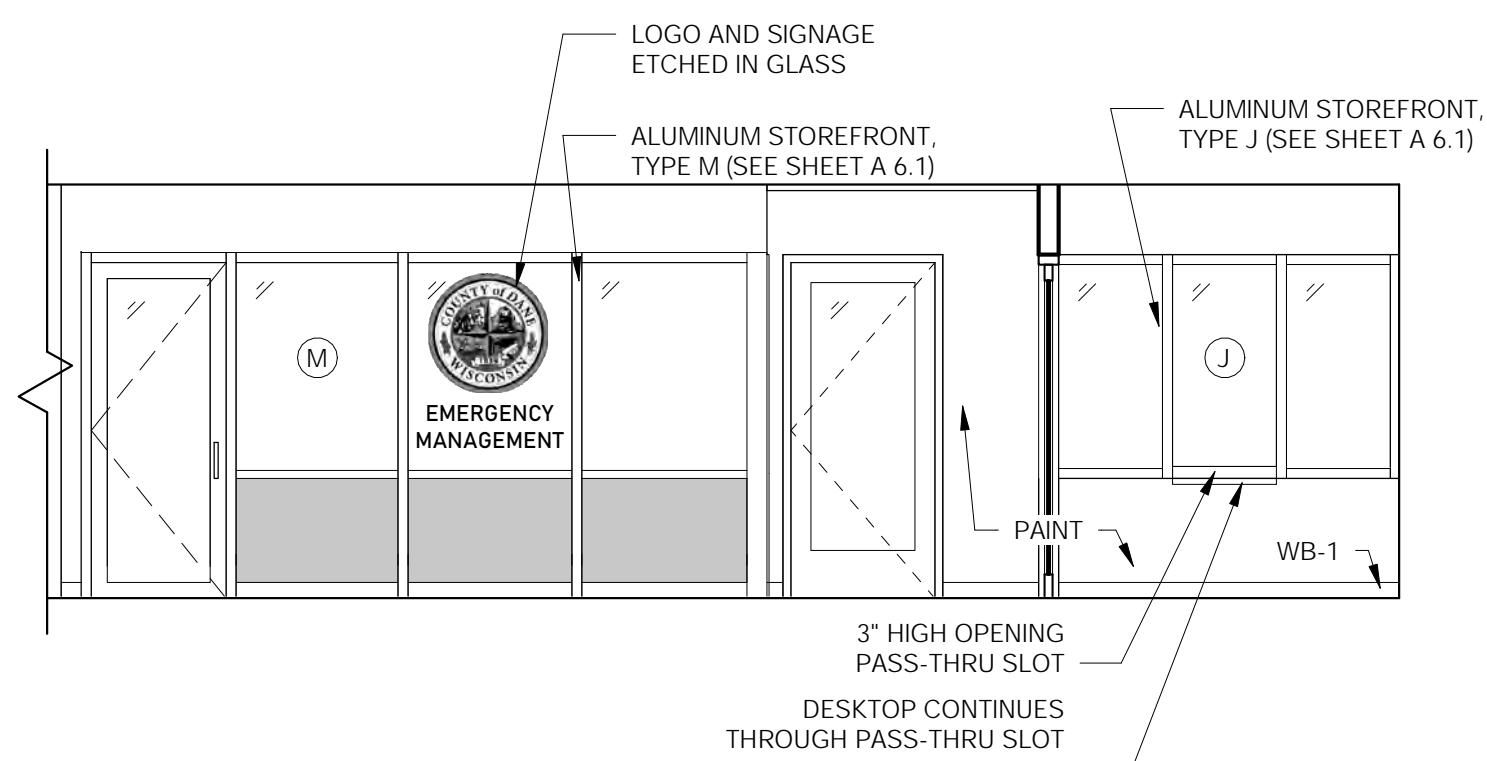 LOGO AND SIGNAGE
ETCHED IN GLASS
ALUMINUM STOREFRONT,
TYPE M (SEE SHEET A 6.1)
ALUMINUM STOREFRONT,
TYPE J (SEE SHEET A 6.1)
M
COUNTY of DANE
WISCONSIN
EMERGENCY
MANAGEMENT
J
PAINT
WB-1
3" HIGH OPENING
PASS-THRU SLOT
DESKTOP CONTINUES
THROUGH PASS-THRU SLOT